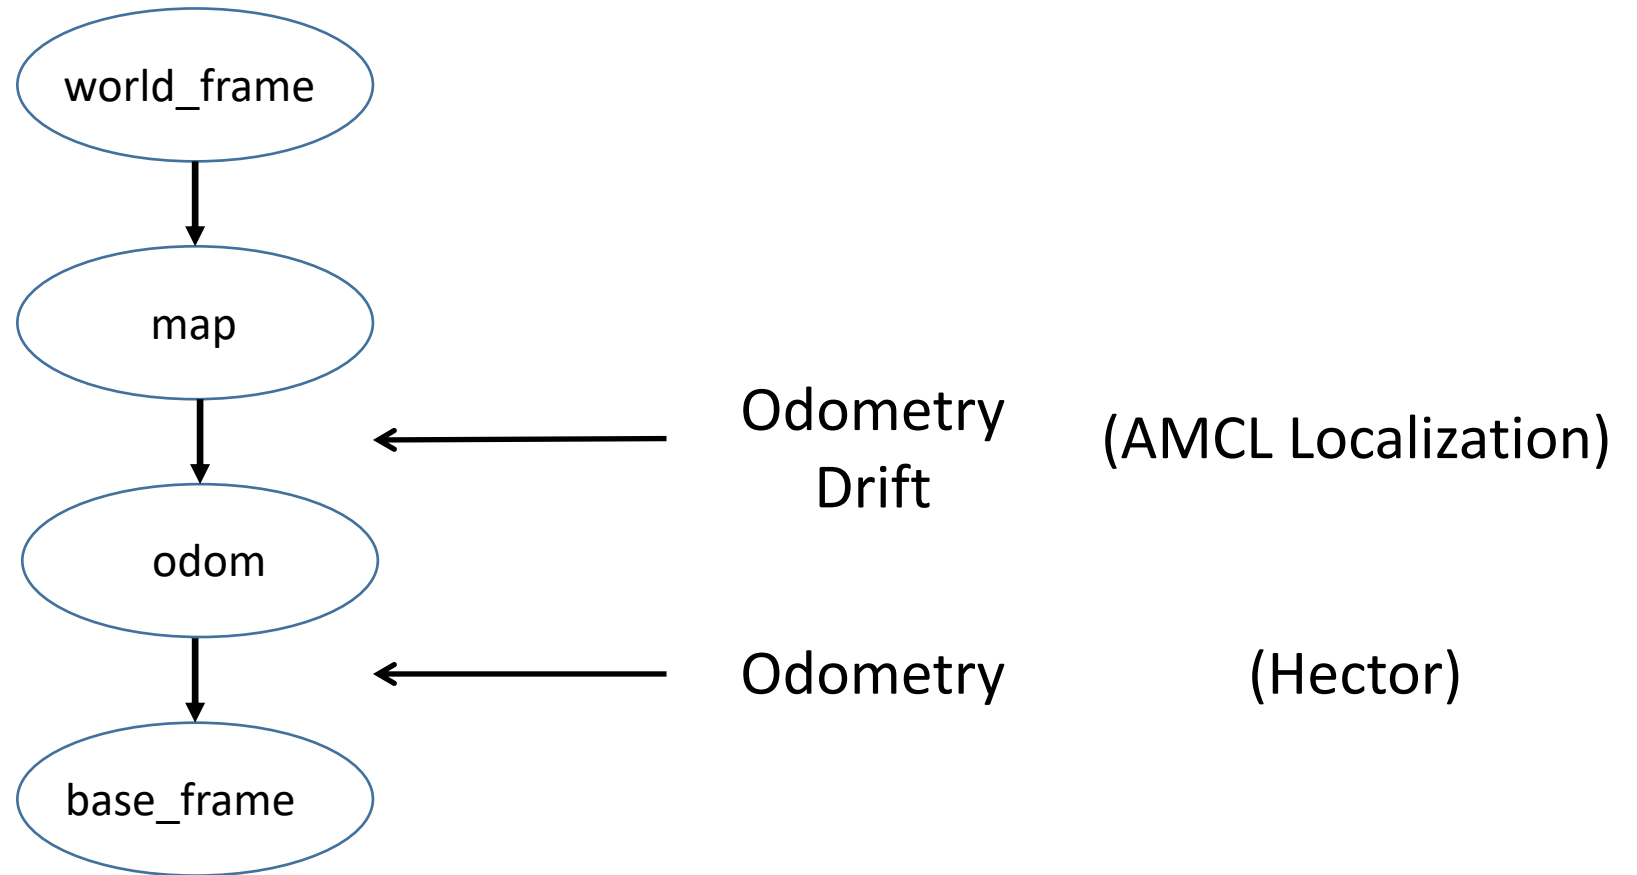 world_frame
map
Odometry
Drift
(AMCL Localization)
odom
Odometry
(Hector)
base_frame